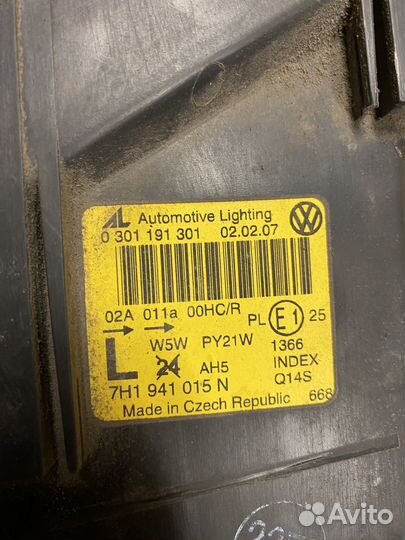 AL Automotive Lighting
0 301 191 301 02.02.07
02A 011a 00HC/R
PL E1 25
W5W PY21W 1366
L 24 AH5 INDEX
7H1 941 015 N Q14S
Made in Czech Republic 668
Avito